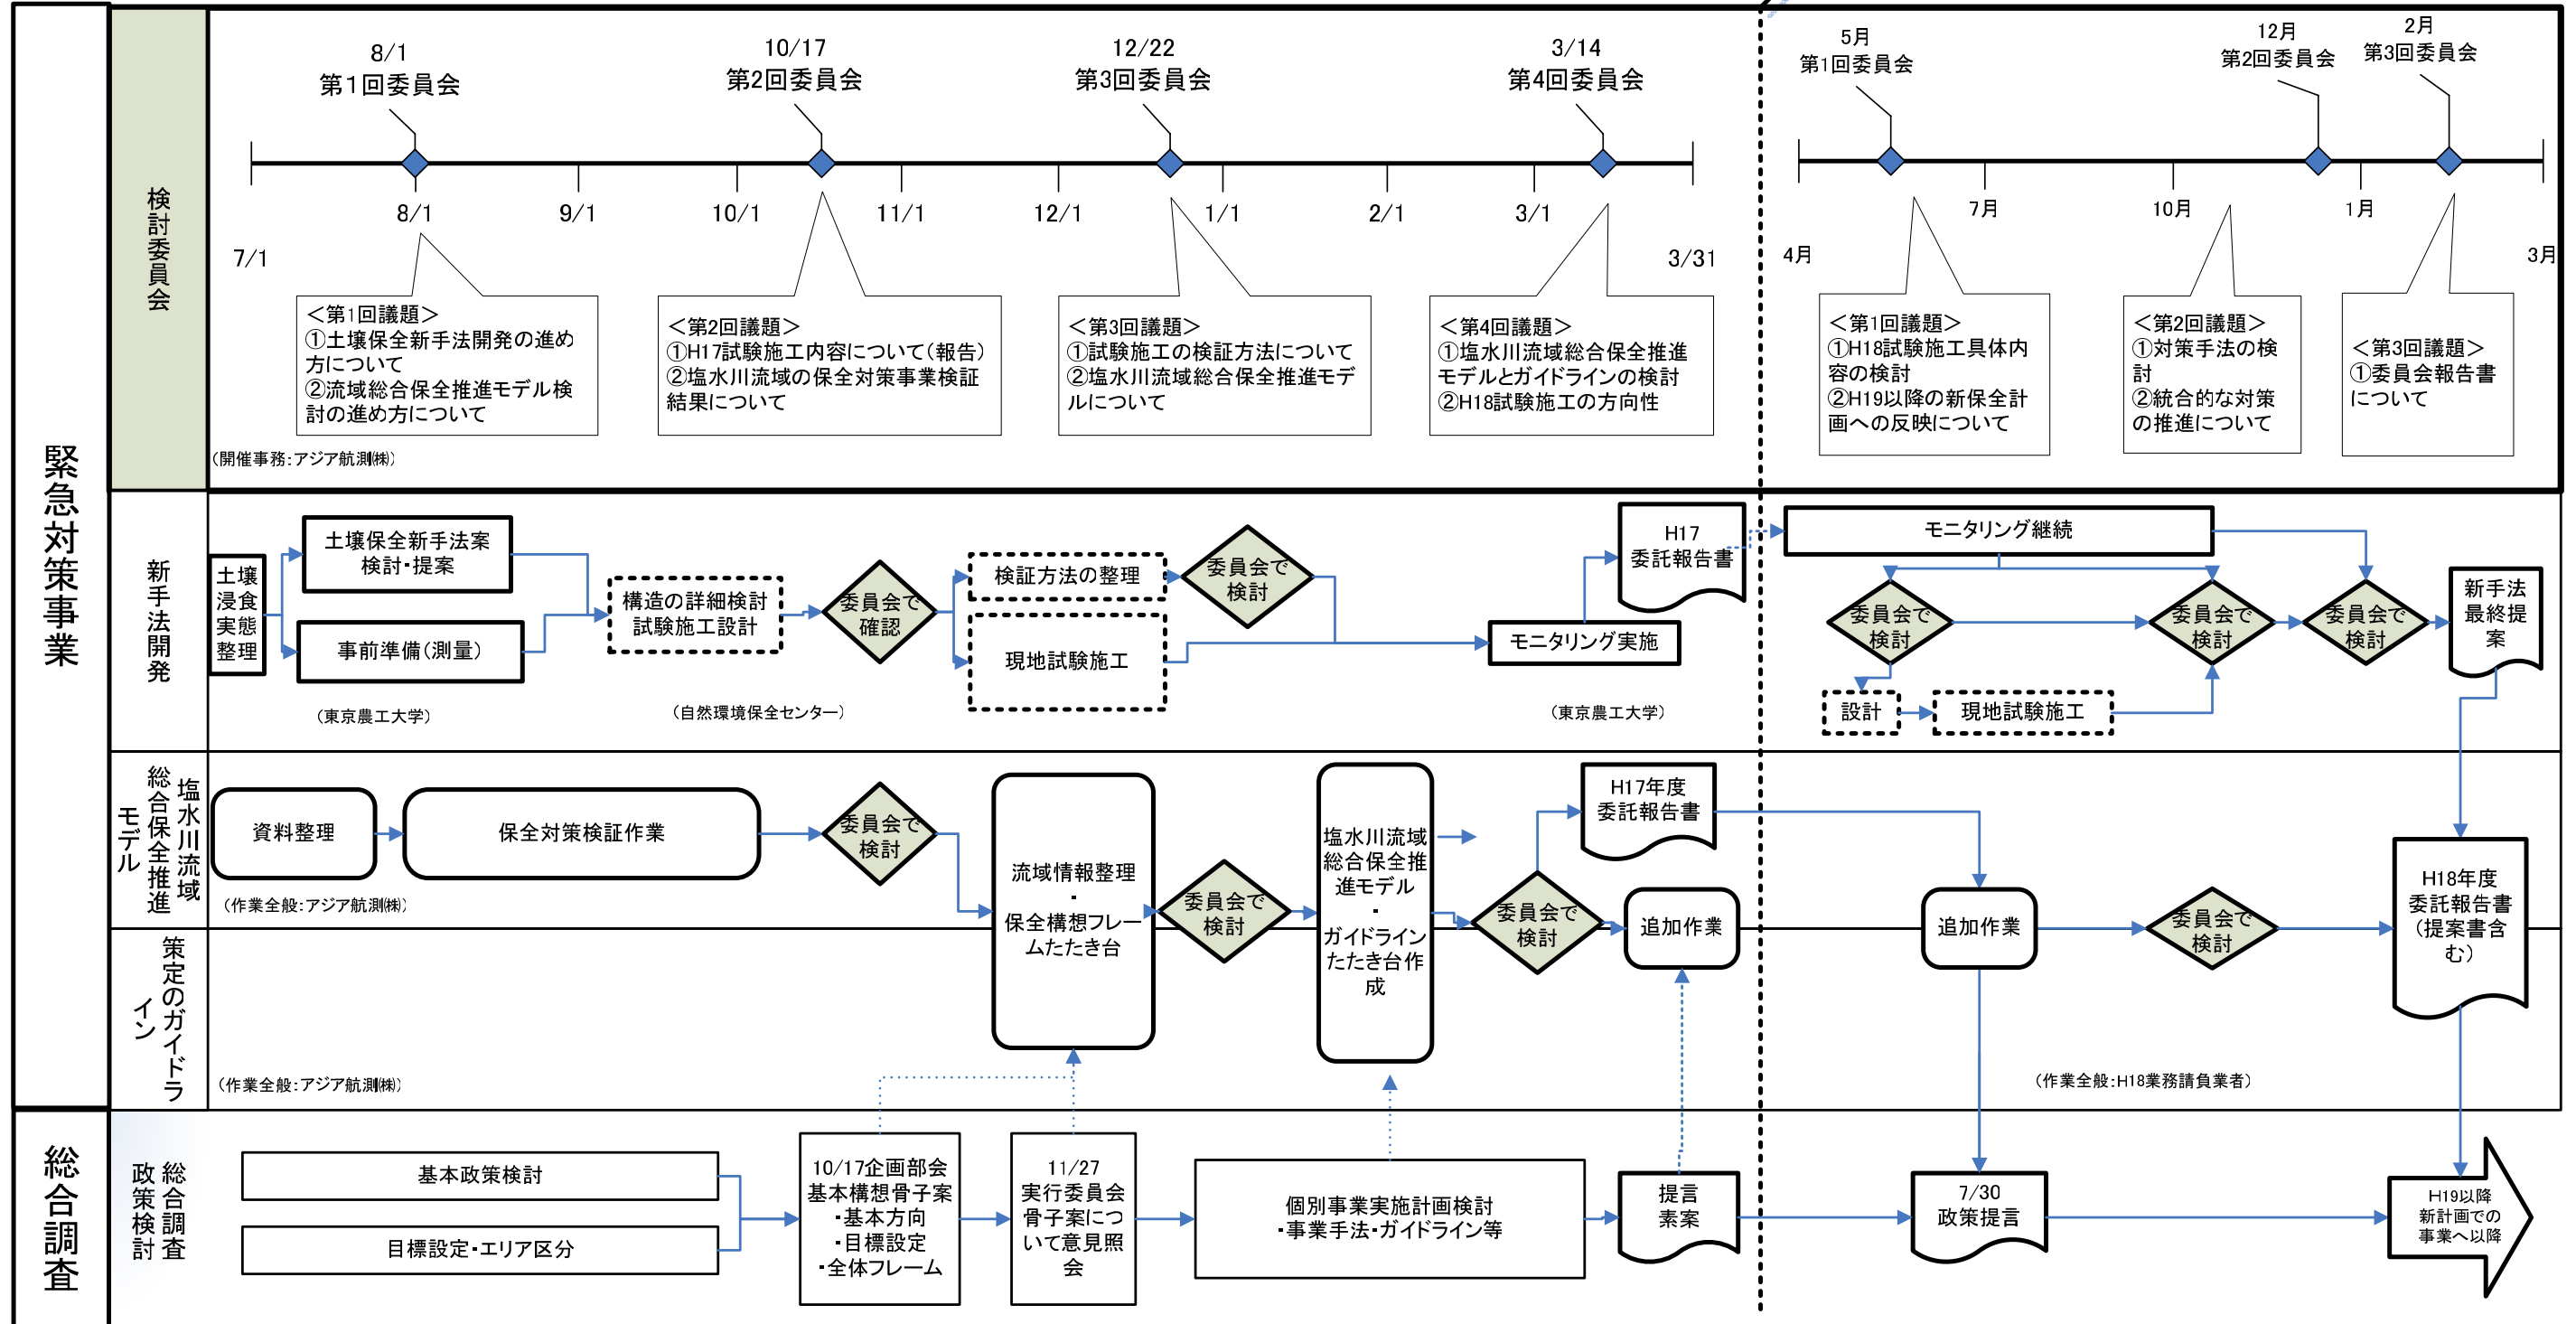 緊急対策事業
検討委員会
8/1
第1回委員会
10/17
第2回委員会
12/22
第3回委員会
3/14
第4回委員会
5月
第1回委員会
12月
第2回委員会
2月
第3回委員会
7/1
8/1
9/1
10/1
11/1
12/1
1/1
2/1
3/1
3/31
4月
7月
10月
1月
3月
＜第1回議題＞
①土壌保全新手法開発の進め
方について
②流域総合保全推進モデル検
討の進め方について
＜第2回議題＞
①H17試験施工内容について（報告）
②塩水川流域の保全対策事業検証
結果について
＜第3回議題＞
①試験施工の検証方法について
②塩水川流域総合保全推進モデ
ルについて
＜第4回議題＞
①塩水川流域総合保全推進
モデルとガイドラインの検討
②H18試験施工の方向性
＜第1回議題＞
①H18試験施工具体内
容の検討
②H19以降の新保全計
画への反映について
＜第2回議題＞
①対策手法の検
討
②統合的な対策
の推進について
＜第3回議題＞
①委員会報告書
について
（開催事務：アジア航測㈱）
新手法開発
土壌
浸食
実態
整理
土壌保全新手法案
検討・提案
事前準備（測量）
（東京農工大学）
構造の詳細検討
試験施工設計
（自然環境保全センター）
委員会で
確認
検証方法の整理
現地試験施工
委員会で
検討
モニタリング実施
（東京農工大学）
H17
委託報告書
モニタリング継続
委員会で
検討
設計
現地試験施工
委員会で
検討
委員会で
検討
新手法
最終提
案
塩水川流域
総合保全推進
モデル
資料整理
保全対策検証作業
（作業全般：アジア航測㈱）
委員会で
検討
流域情報整理
・
保全構想フレー
ムたたき台
委員会で
検討
塩水川流域
総合保全推
進モデル
・
ガイドライン
たたき台作
成
委員会で
検討
H17年度
委託報告書
追加作業
追加作業
委員会で
検討
H18年度
委託報告書
（提案書含
む）
策定のガイドラ
イン
（作業全般：アジア航測㈱）
（作業全般：H18業務請負業者）
総合調査
総合調査
政策検討
基本政策検討
目標設定・エリア区分
10/17企画部会
基本構想骨子案
・基本方向
・目標設定
・全体フレーム
11/27
実行委員会
骨子案につ
いて意見照
会
個別事業実施計画検討
・事業手法・ガイドライン等
提言
素案
7/30
政策提言
H19以降
新計画での
事業へ以降